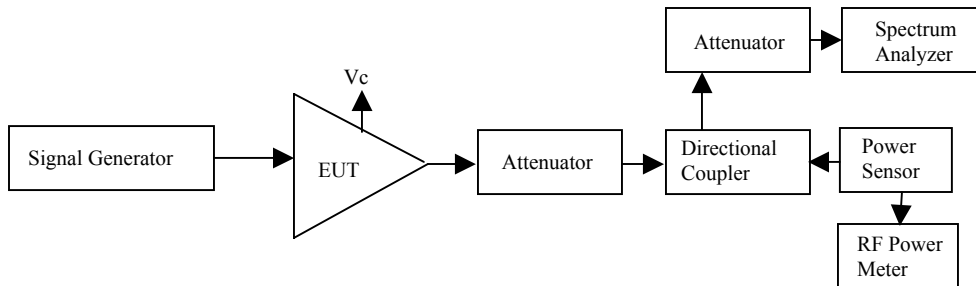 Signal Generator
Vc
EUT
Attenuator
Attenuator
Spectrum
Analyzer
Directional
Coupler
Power
Sensor
RF Power
Meter